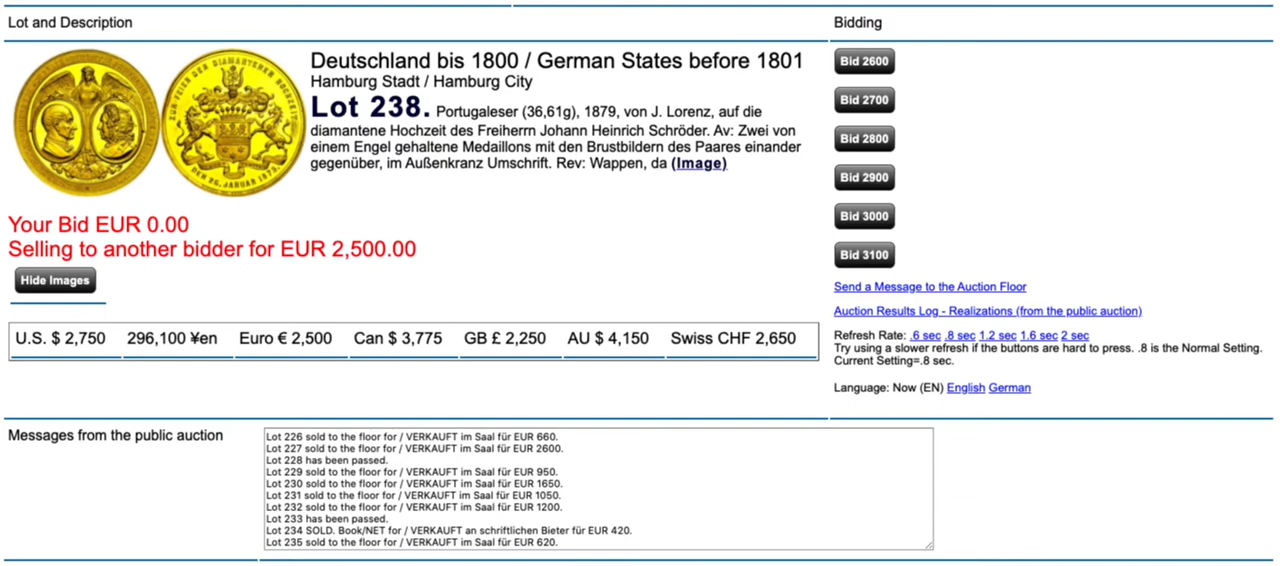 Lot and Description
Bidding
ZUR FEIER DER DIAMANTENEN HOCHZEIT
DEN 26. JANUAR 1879.
Deutschland bis 1800 / German States before 1801
Hamburg Stadt / Hamburg City
Lot 238. Portugaleser (36,61g), 1879, von J. Lorenz, auf die
diamantene Hochzeit des Freiherrn Johann Heinrich Schröder. Av: Zwei von
einem Engel gehaltene Medaillons mit den Brustbildern des Paares einander
gegenüber, im Außenkranz Umschrift. Rev: Wappen, da (Image)
Your Bid EUR 0.00
Selling to another bidder for EUR 2,500.00
Hide Images
U.S. $ 2,750 296,100 ¥en Euro € 2,500 Can $ 3,775 GB £ 2,250 AU $ 4,150 Swiss CHF 2,650
Bid 2600
Bid 2700
Bid 2800
Bid 2900
Bid 3000
Bid 3100
Send a Message to the Auction Floor
Auction Results Log - Realizations (from the public auction)
Refresh Rate: .6 sec .8 sec 1.2 sec 1.6 sec 2 sec
Try using a slower refresh if the buttons are hard to press. .8 is the Normal Setting.
Current Setting=.8 sec.
Language: Now (EN) English German
Messages from the public auction
Lot 226 sold to the floor for / VERKAUFT im Saal für EUR 660.
Lot 227 sold to the floor for / VERKAUFT im Saal für EUR 2600.
Lot 228 has been passed.
Lot 229 sold to the floor for / VERKAUFT im Saal für EUR 950.
Lot 230 sold to the floor for / VERKAUFT im Saal für EUR 1650.
Lot 231 sold to the floor for / VERKAUFT im Saal für EUR 1050.
Lot 232 sold to the floor for / VERKAUFT im Saal für EUR 1200.
Lot 233 has been passed.
Lot 234 SOLD. Book/NET for / VERKAUFT an schriftlichen Bieter für EUR 420.
Lot 235 sold to the floor for / VERKAUFT im Saal für EUR 620.